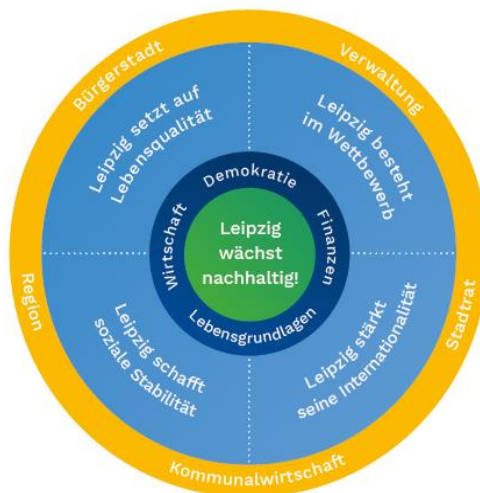 Bürgerstadt
Verwaltung
Leipzig setzt auf
Lebensqualität
Leipzig besteht
im Wettbewerb
Demokratie
Wirtschaft
Finanzen
Leipzig
wächst
nachhaltig!
Lebensgrundlagen
Region
Stadtrat
Leipzig schafft
soziale Stabilität
Leipzig stärkt
seine Internationalität
Kommunalwirtschaft